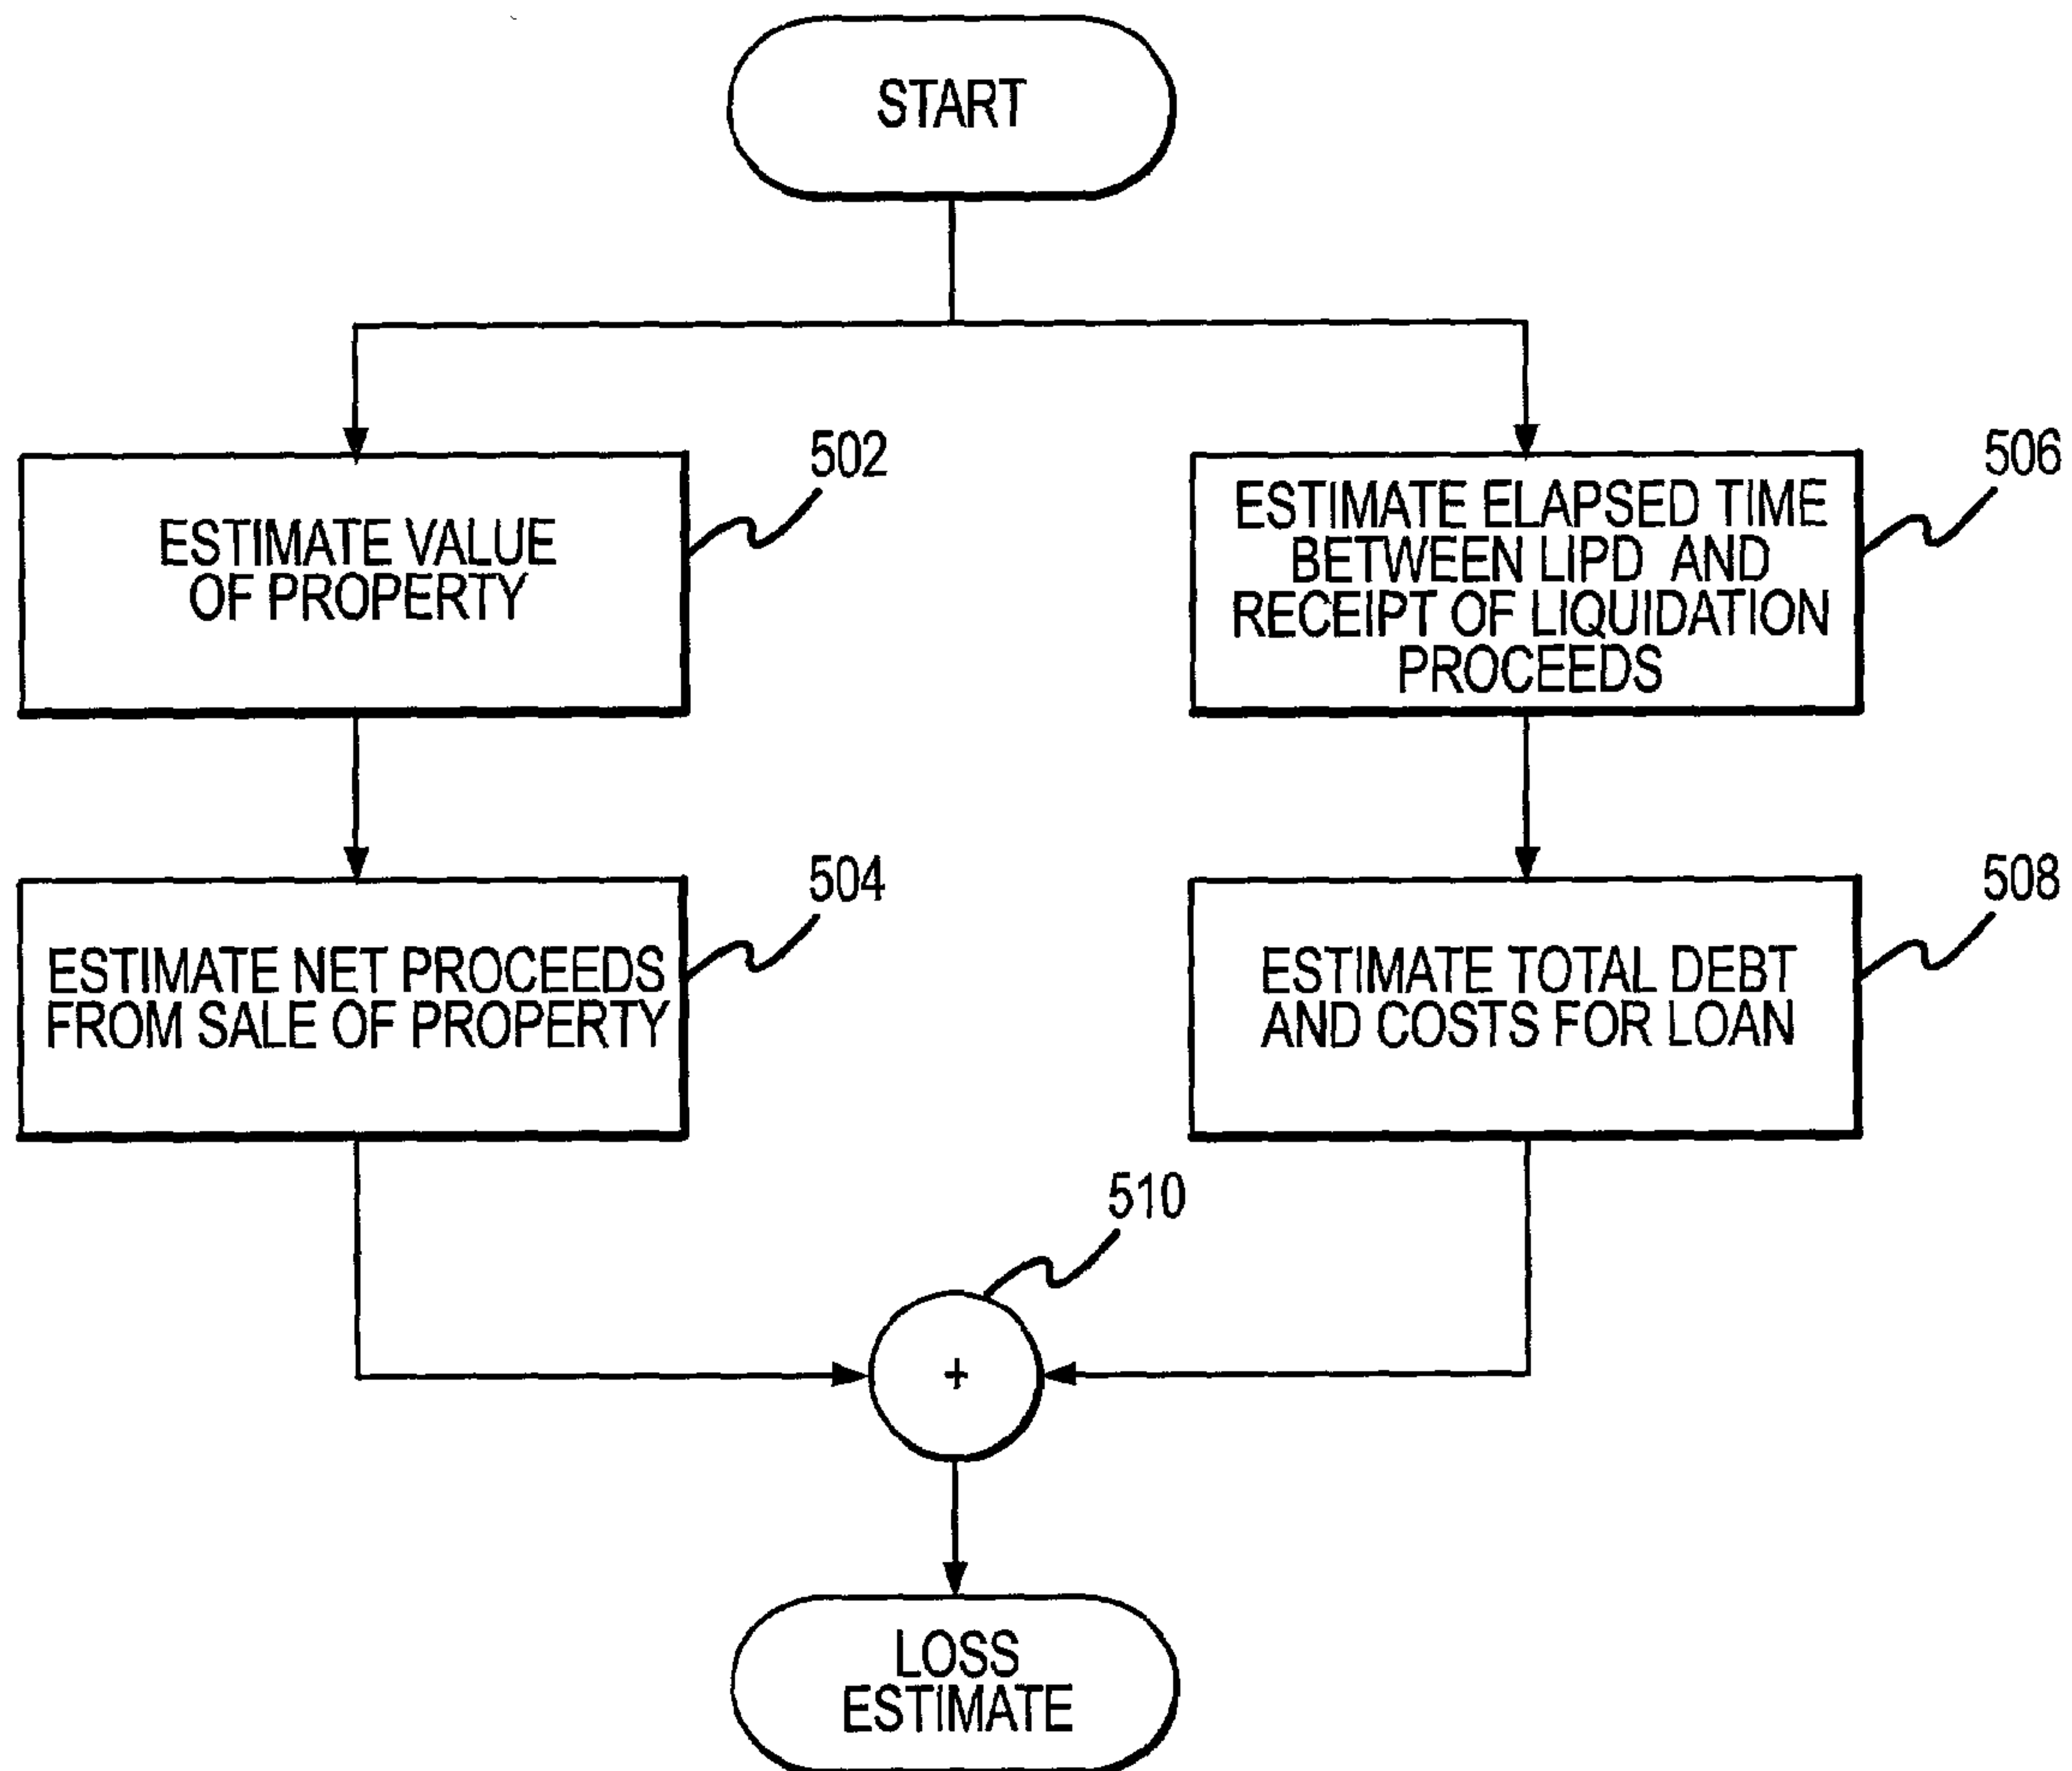 START
502
ESTIMATE VALUE
OF PROPERTY
506
ESTIMATE ELAPSED TIME
BETWEEN LIPD AND
RECEIPT OF LIQUIDATION
PROCEEDS
504
ESTIMATE NET PROCEEDS
FROM SALE OF PROPERTY
508
ESTIMATE TOTAL DEBT
AND COSTS FOR LOAN
510
+
LOSS
ESTIMATE